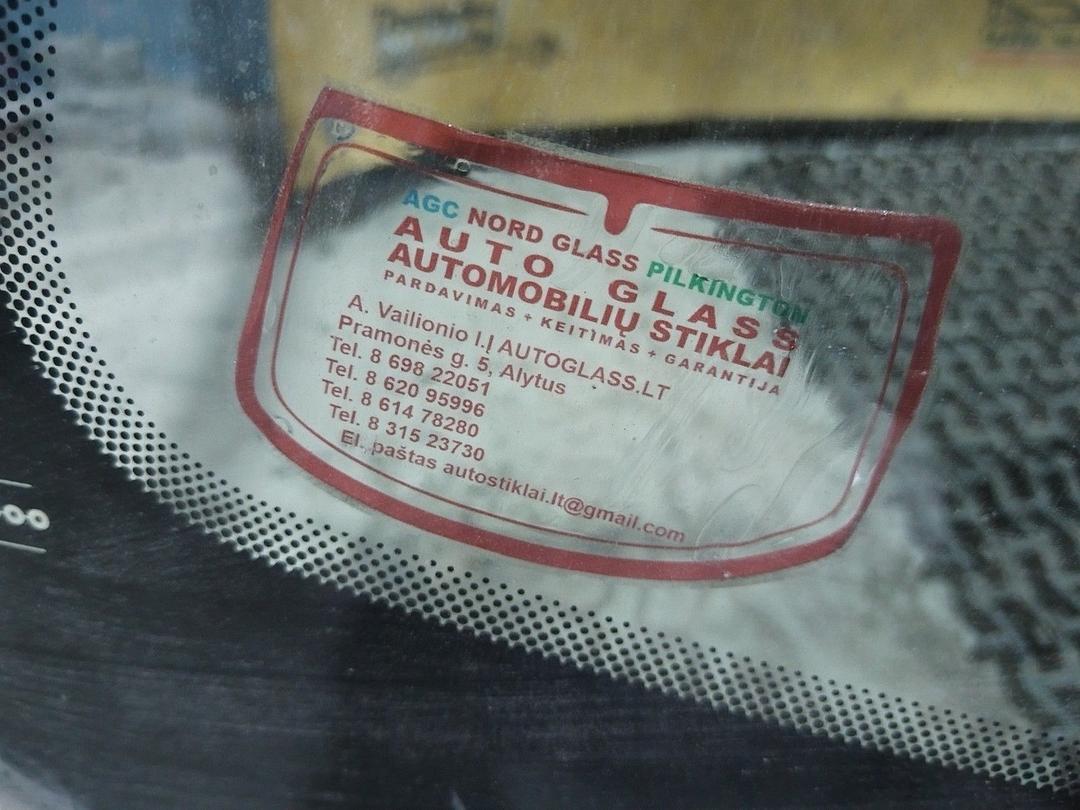 AGC NORD GLASS PILKINGTON
AUTO GLASS
AUTOMOBILIŲ STIKLAI
PARDAVIMAS + KEITIMAS + GARANTIJA
A. Vailionio I.Į AUTOGLASS.LT
Pramonės g. 5, Alytus
Tel. 8 698 22051
Tel. 8 620 95996
Tel. 8 614 78280
Tel. 8 315 23730
El. paštas autostiklai.lt@gmail.com